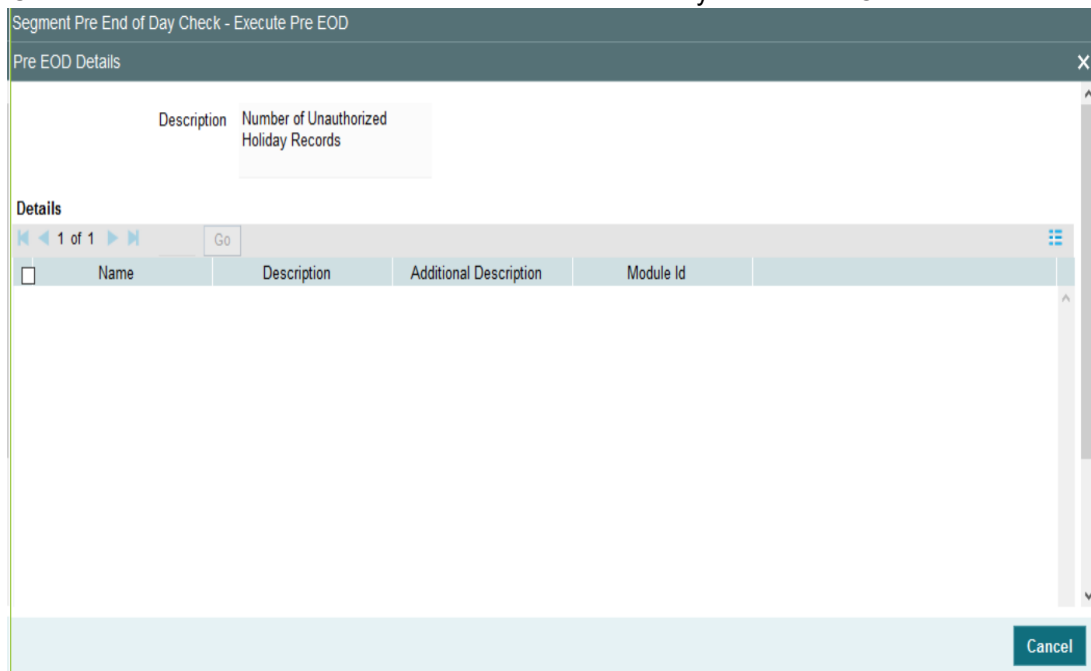 Segment Pre End of Day Check - Execute Pre EOD
Pre EOD Details
Description Number of Unauthorized
Holiday Records
Details
1 of 1 Go
Name Description Additional Description Module Id
Cancel